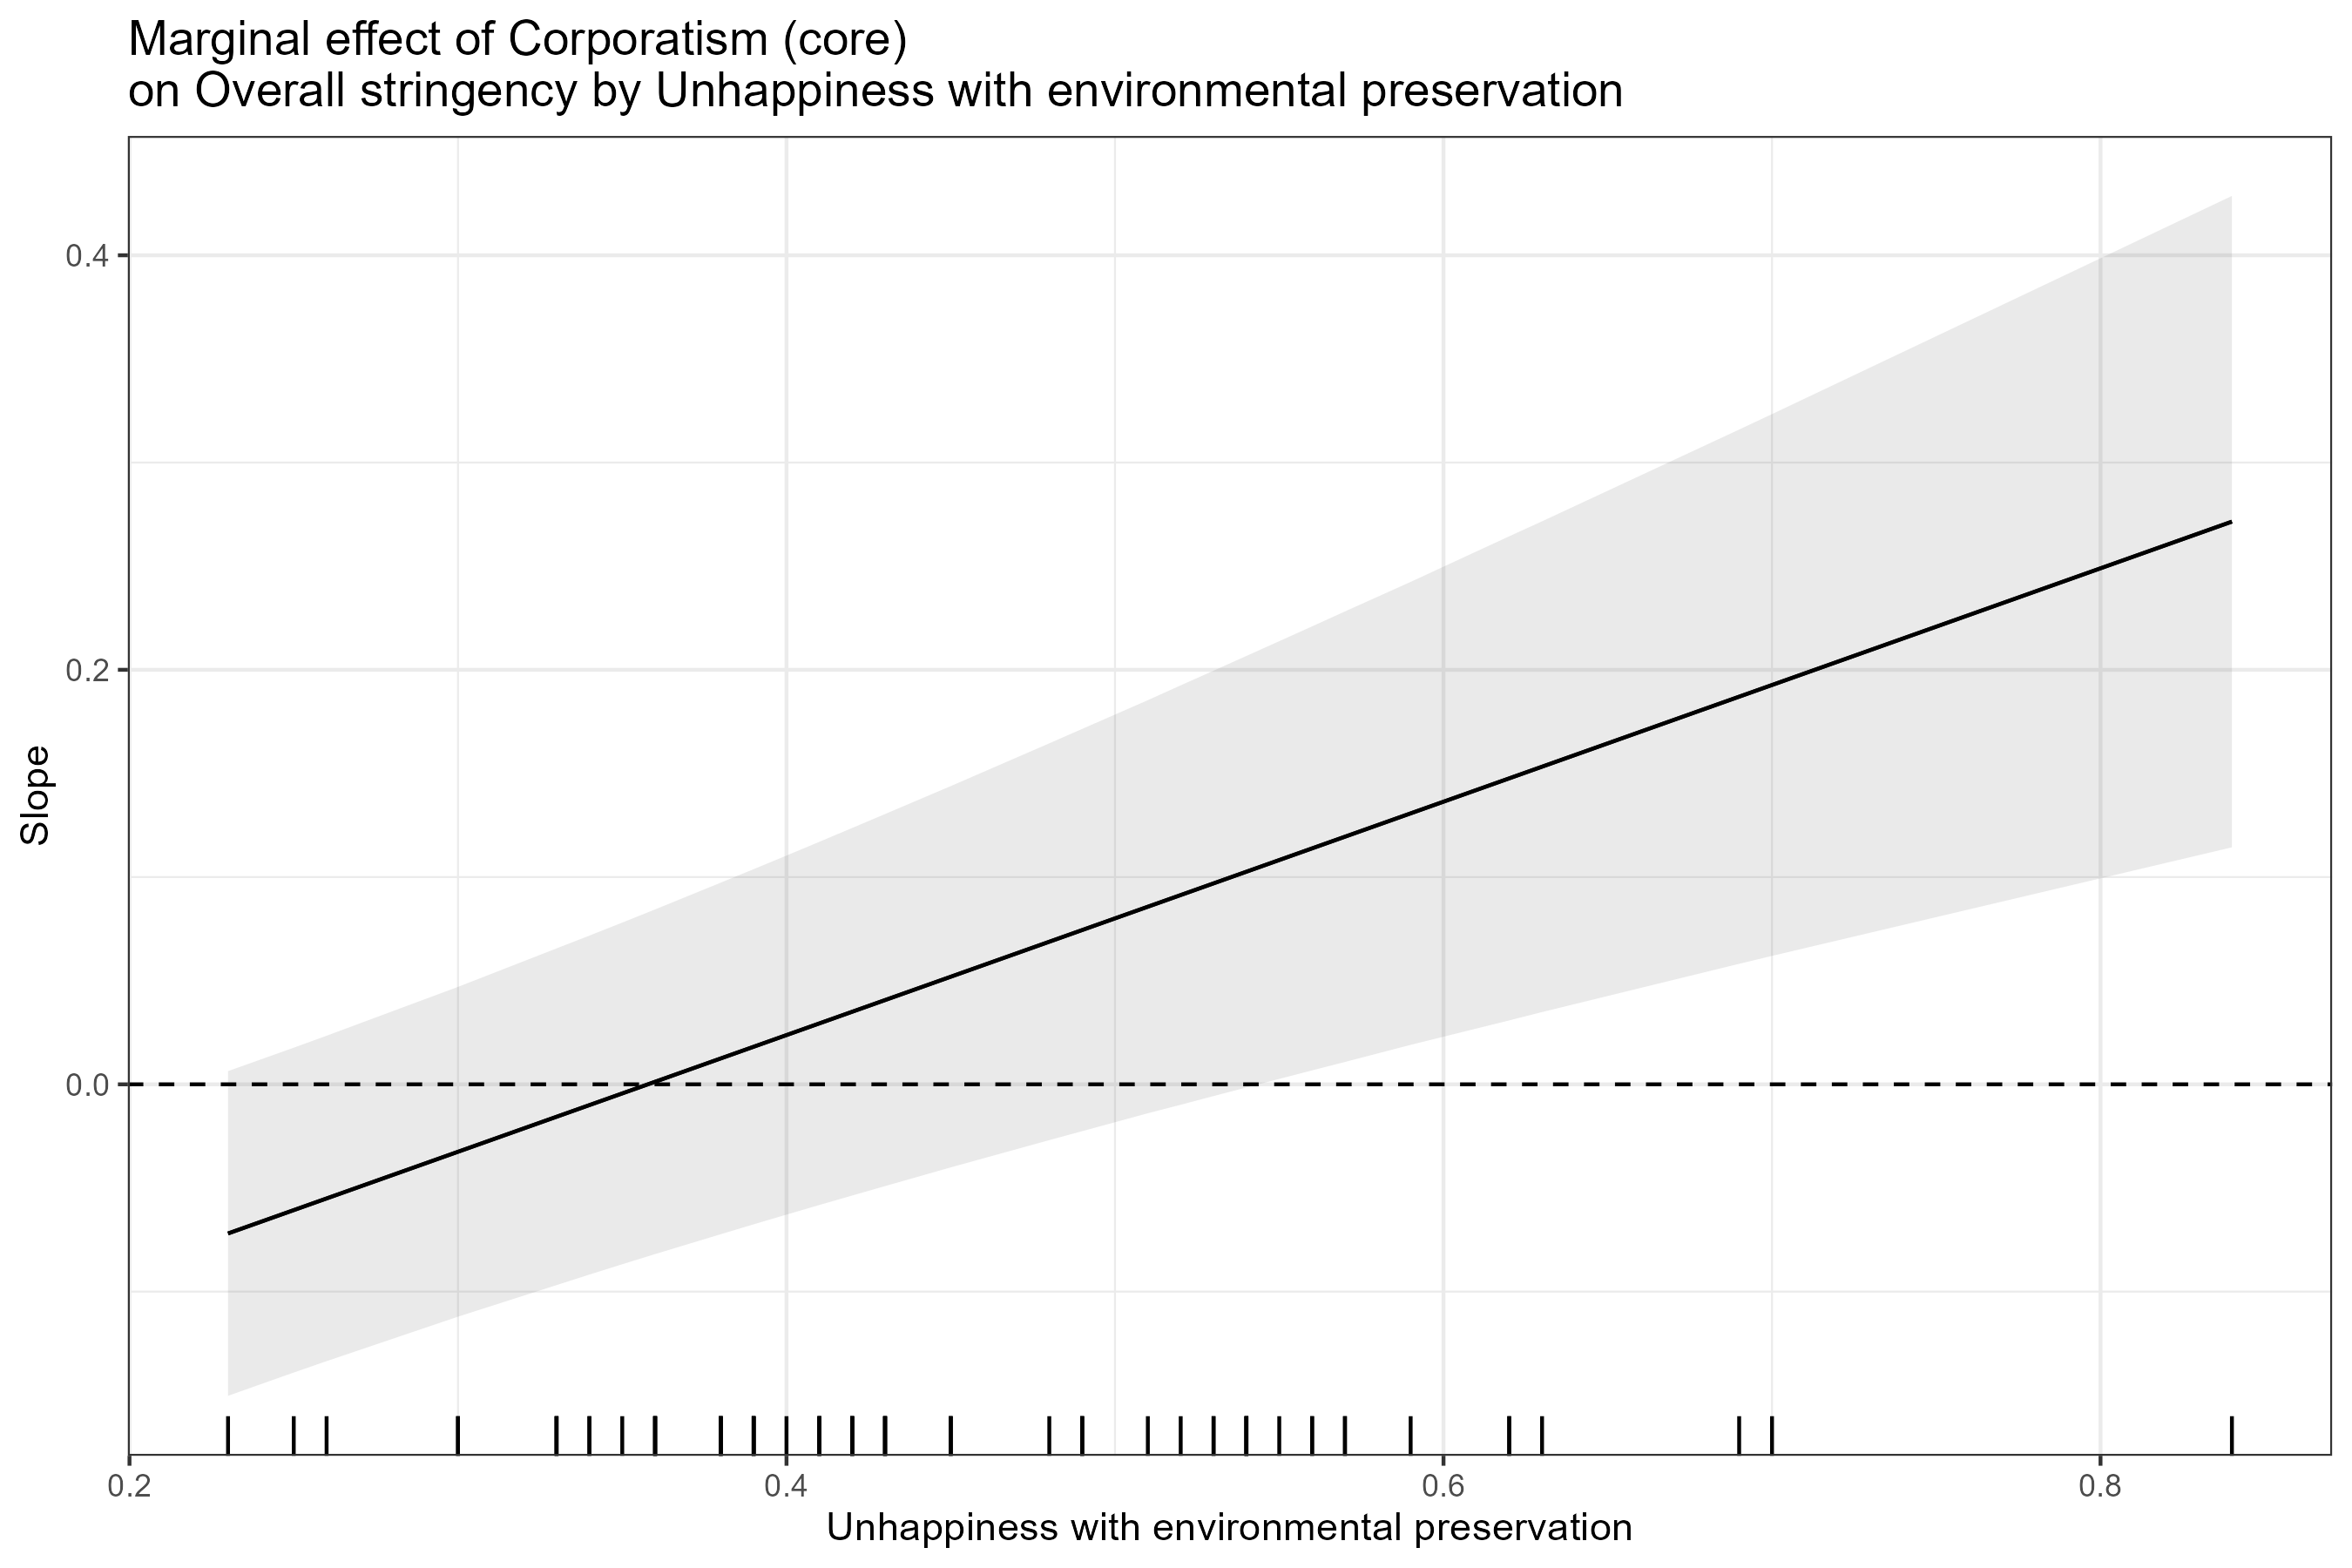 Marginal effect of Corporatism (core)
on Overall stringency by Unhappiness with environmental preservation
0.4
0.2
0.0
Slope
0.2 0.4 0.6 0.8
Unhappiness with environmental preservation